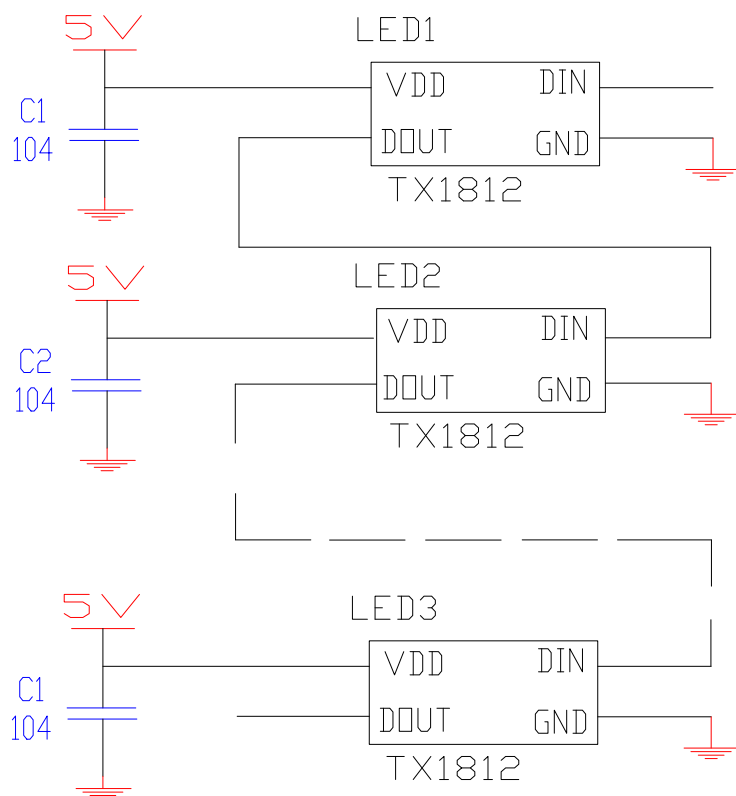 5V
LED1
VDD
DIN
C1
104
DOUT
GND
TX1812
5V
LED2
VDD
DIN
C2
104
DOUT
GND
TX1812
5V
LED3
VDD
DIN
C1
104
DOUT
GND
TX1812